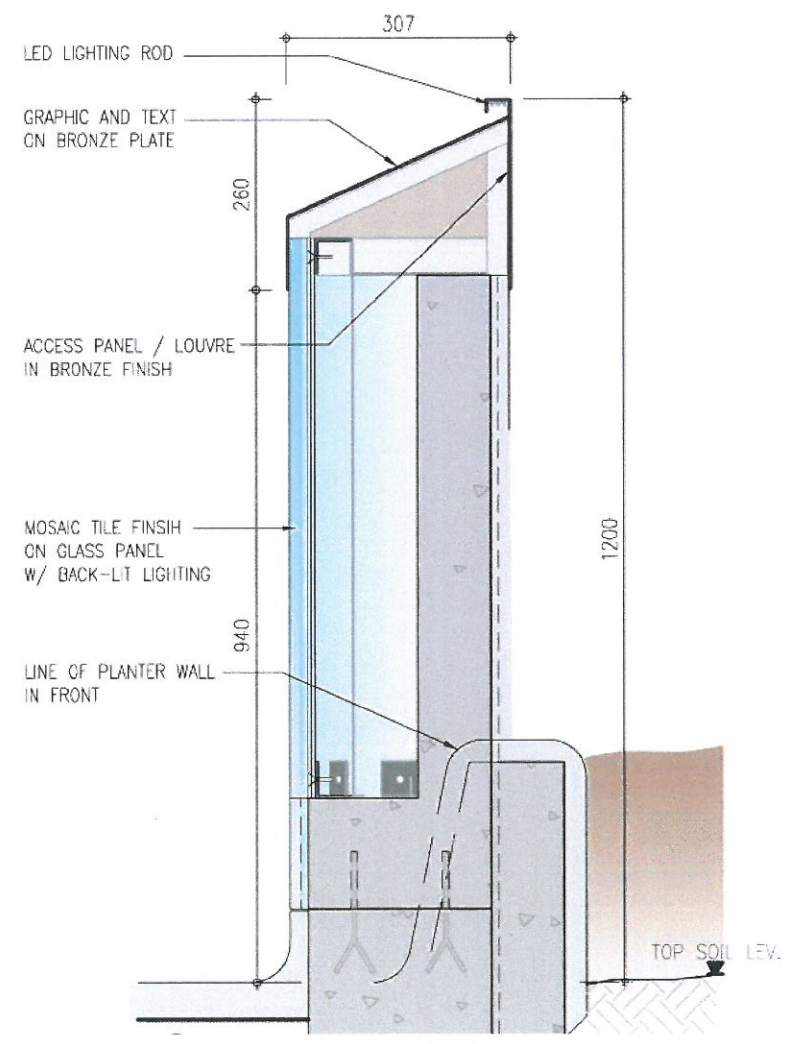 307
LED LIGHTING ROD
GRAPHIC AND TEXT
ON BRONZE PLATE
260
ACCESS PANEL / LOUVRE
IN BRONZE FINISH
MOSAIC TILE FINSIH
ON GLASS PANEL
W/ BACK-LIT LIGHTING
1200
940
LINE OF PLANTER WALL
IN FRONT
TOP SOIL LEV.